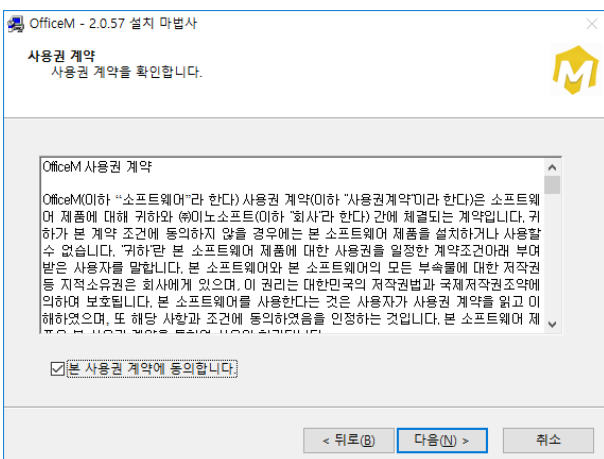 OfficeM - 2.0.57 설치 마법사
사용권 계약
사용권 계약을 확인합니다.
OfficeM 사용권 계약
OfficeM(이하 “소프트웨어”라 한다) 사용권 계약(이하 "사용권계약"이라 한다)은 소프트웨
어 제품에 대해 귀하와 ㈜이노소프트(이하 "회사"라 한다) 간에 체결되는 계약입니다. 귀
하가 본 계약 조건에 동의하지 않을 경우에는 본 소프트웨어 제품을 설치하거나 사용할
수 없습니다. "귀하"란 본 소프트웨어 제품에 대한 사용권을 일정한 계약조건아래 부여
받은 사용자를 말합니다. 본 소프트웨어와 본 소프트웨어의 모든 부속물에 대한 저작권
등 지적소유권은 회사에게 있으며, 이 권리는 대한민국의 저작권법과 국제저작권조약에
의하여 보호됩니다. 본 소프트웨어를 사용한다는 것은 사용자가 사용권 계약을 읽고 이
해하였으며, 또 해당 사항과 조건에 동의하였음을 인정하는 것입니다. 본 소프트웨어 제
본 사용권 계약에 동의합니다.
< 뒤로(B) 다음(N) > 취소